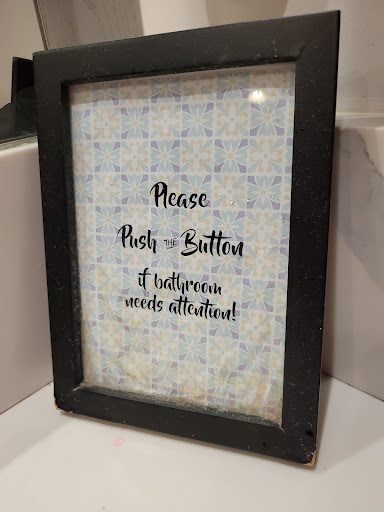 Please
Push THE Button
if bathroom
needs attention!